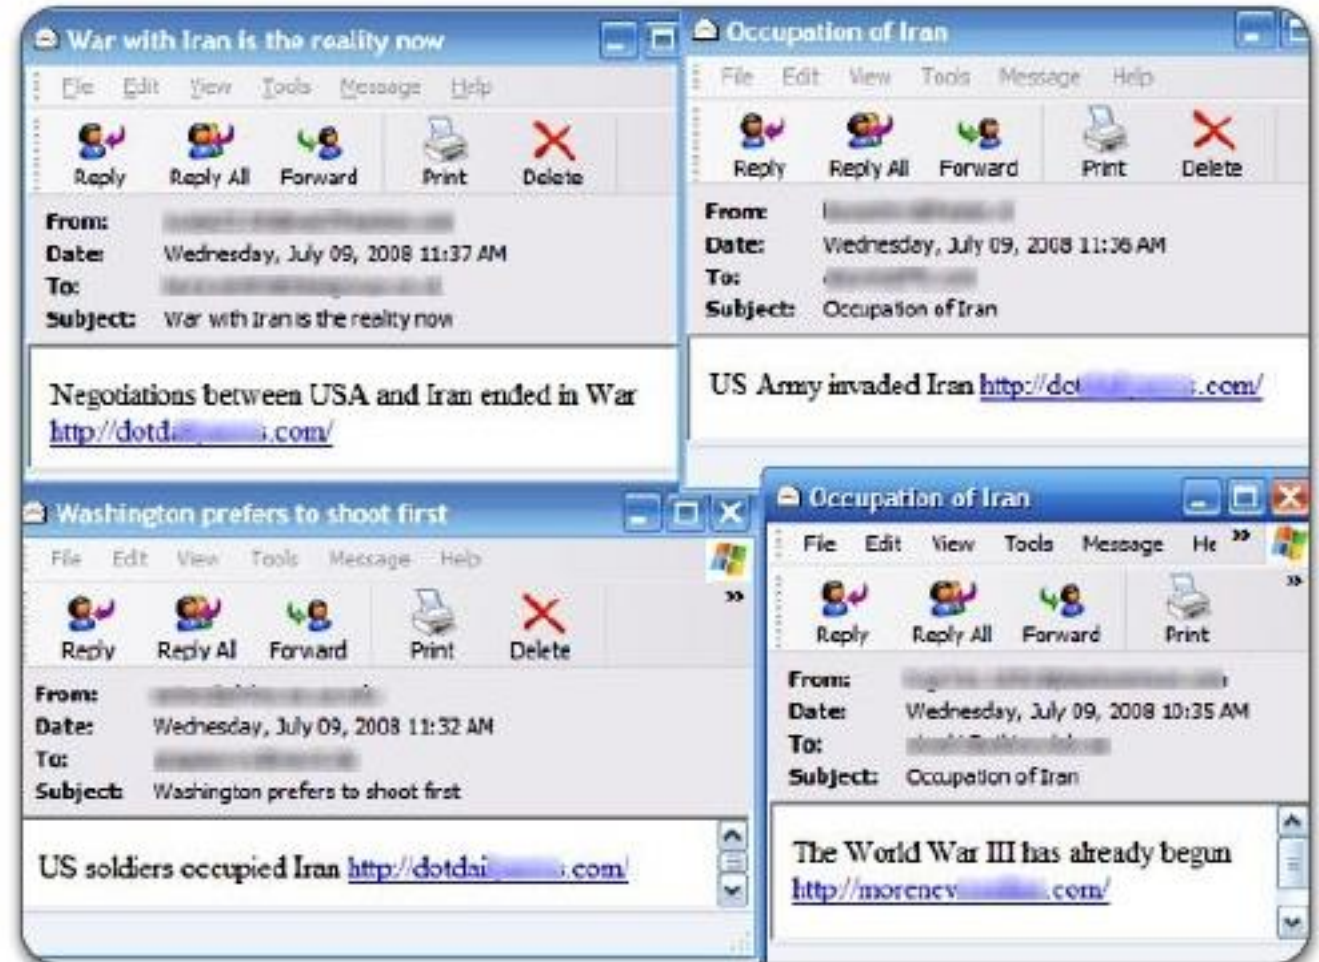 War with Iran is the reality now
File Edit View Tools Message Help
Reply Reply All Forward Print Delete
From:
Date: Wednesday, July 09, 2008 11:37 AM
To:
Subject: War with Iran is the reality now
Negotiations between USA and Iran ended in War
http://dotd s.com/
Occupation of Iran
File Edit View Tools Message Help
Reply Reply All Forward Print Delete
From:
Date: Wednesday, July 09, 2008 11:36 AM
To:
Subject: Occupation of Iran
US Army invaded Iran http://dot s.com/
Washington prefers to shoot first
File Edit View Tools Message Help
Reply Reply All Forward Print Delete
From:
Date: Wednesday, July 09, 2008 11:32 AM
To:
Subject: Washington prefers to shoot first
US soldiers occupied Iran http://dotdai .com/
Occupation of Iran
File Edit View Tools Message He »
Reply Reply All Forward Print
From:
Date: Wednesday, July 09, 2008 10:35 AM
To:
Subject: Occupation of Iran
The World War III has already begun
http://morenew .com/